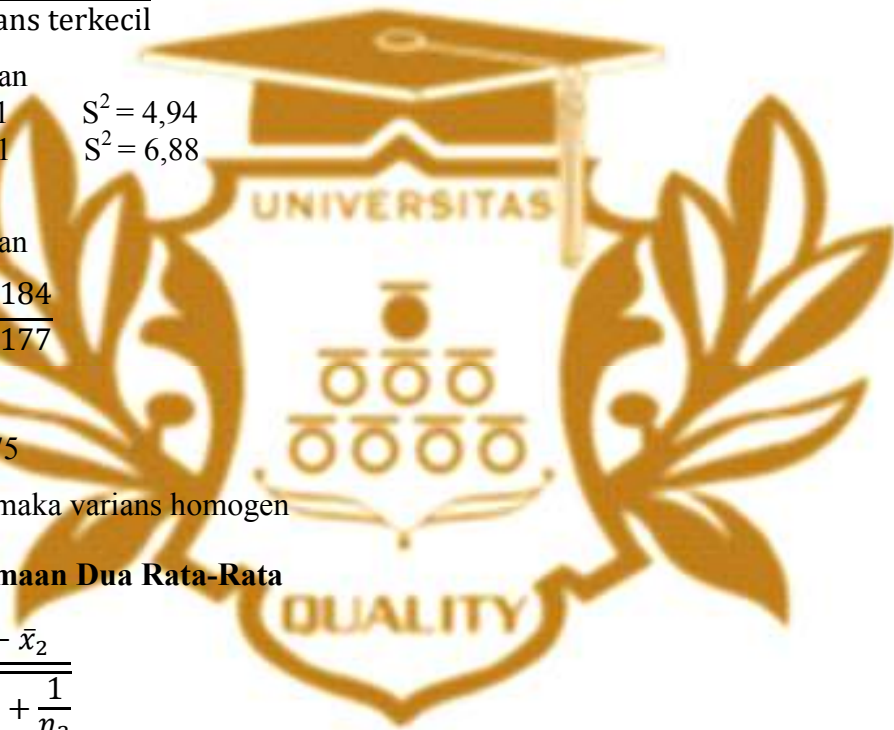 ans terkecil
an
1 S² = 4,94
1 S² = 6,88
UNIVERSITAS
an
184
177
75
maka varians homogen
maan Dua Rata-Rata
QUALITY
− x̄₂
+ 1/n₂